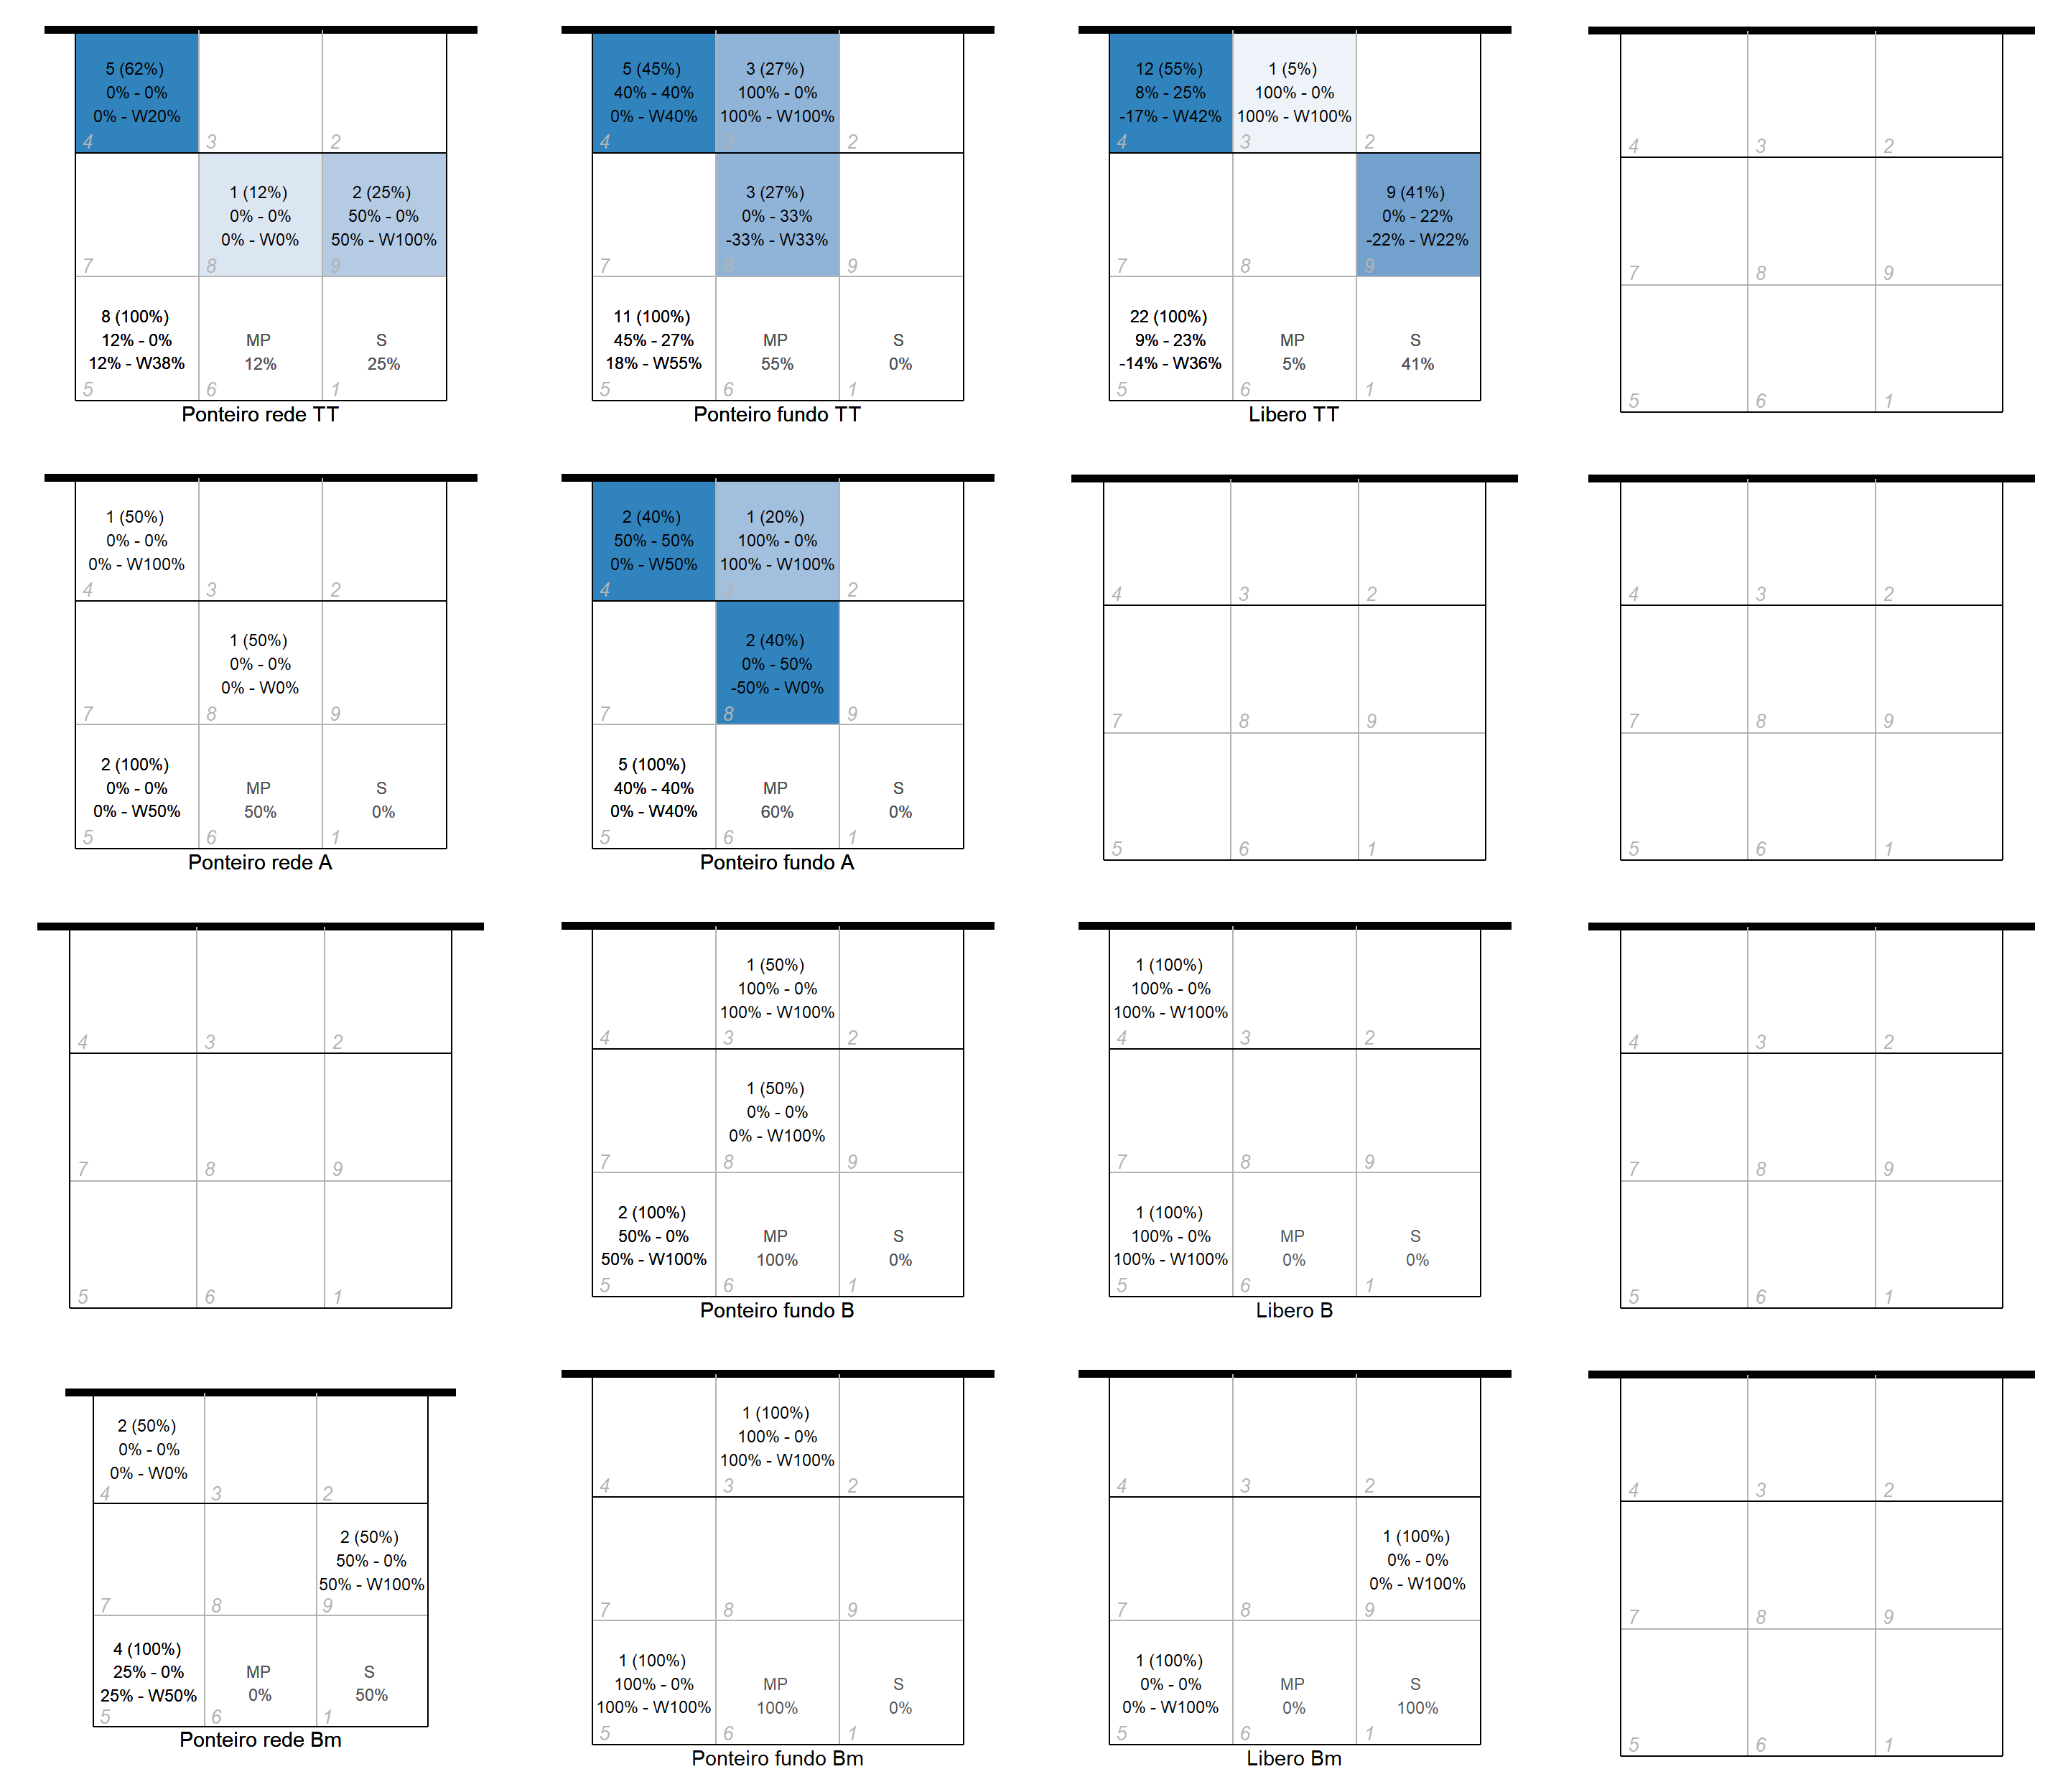 5 (62%)
0% - 0%
0% - W20%
4
3
2
1 (12%)
0% - 0%
0% - W0%
2 (25%)
50% - 0%
50% - W100%
7
8
9
8 (100%)
12% - 0%
12% - W38%
MP
12%
S
25%
5
6
1
Ponteiro rede TT
5 (45%)
40% - 40%
0% - W40%
3 (27%)
100% - 0%
100% - W100%
4
3
2
3 (27%)
0% - 33%
-33% - W33%
7
8
9
11 (100%)
45% - 27%
18% - W55%
MP
55%
S
0%
5
6
1
Ponteiro fundo TT
12 (55%)
8% - 25%
-17% - W42%
1 (5%)
100% - 0%
100% - W100%
4
3
2
9 (41%)
0% - 22%
-22% - W22%
7
8
9
22 (100%)
9% - 23%
-14% - W36%
MP
5%
S
41%
5
6
1
Libero TT
4
3
2
7
8
9
5
6
1
1 (50%)
0% - 0%
0% - W100%
4
3
2
1 (50%)
0% - 0%
0% - W0%
7
8
9
2 (100%)
0% - 0%
0% - W50%
MP
50%
S
0%
5
6
1
Ponteiro rede A
2 (40%)
50% - 50%
0% - W50%
1 (20%)
100% - 0%
100% - W100%
4
3
2
2 (40%)
0% - 50%
-50% - W0%
7
8
9
5 (100%)
40% - 40%
0% - W40%
MP
60%
S
0%
5
6
1
Ponteiro fundo A
4
3
2
7
8
9
5
6
1
4
3
2
7
8
9
5
6
1
4
3
2
7
8
9
5
6
1
1 (50%)
100% - 0%
100% - W100%
4
3
2
1 (50%)
0% - 0%
0% - W100%
7
8
9
2 (100%)
50% - 0%
50% - W100%
MP
100%
S
0%
5
6
1
Ponteiro fundo B
1 (100%)
100% - 0%
100% - W100%
4
3
2
7
8
9
1 (100%)
100% - 0%
100% - W100%
MP
0%
S
0%
5
6
1
Libero B
4
3
2
7
8
9
5
6
1
2 (50%)
0% - 0%
0% - W0%
4
3
2
2 (50%)
50% - 0%
50% - W100%
7
8
9
4 (100%)
25% - 0%
25% - W50%
MP
0%
S
50%
5
6
1
Ponteiro rede Bm
1 (100%)
100% - 0%
100% - W100%
4
3
2
7
8
9
1 (100%)
100% - 0%
100% - W100%
MP
100%
S
0%
5
6
1
Ponteiro fundo Bm
4
3
2
1 (100%)
0% - 0%
0% - W100%
7
8
9
1 (100%)
0% - 0%
0% - W100%
MP
0%
S
100%
5
6
1
Libero Bm
4
3
2
7
8
9
5
6
1